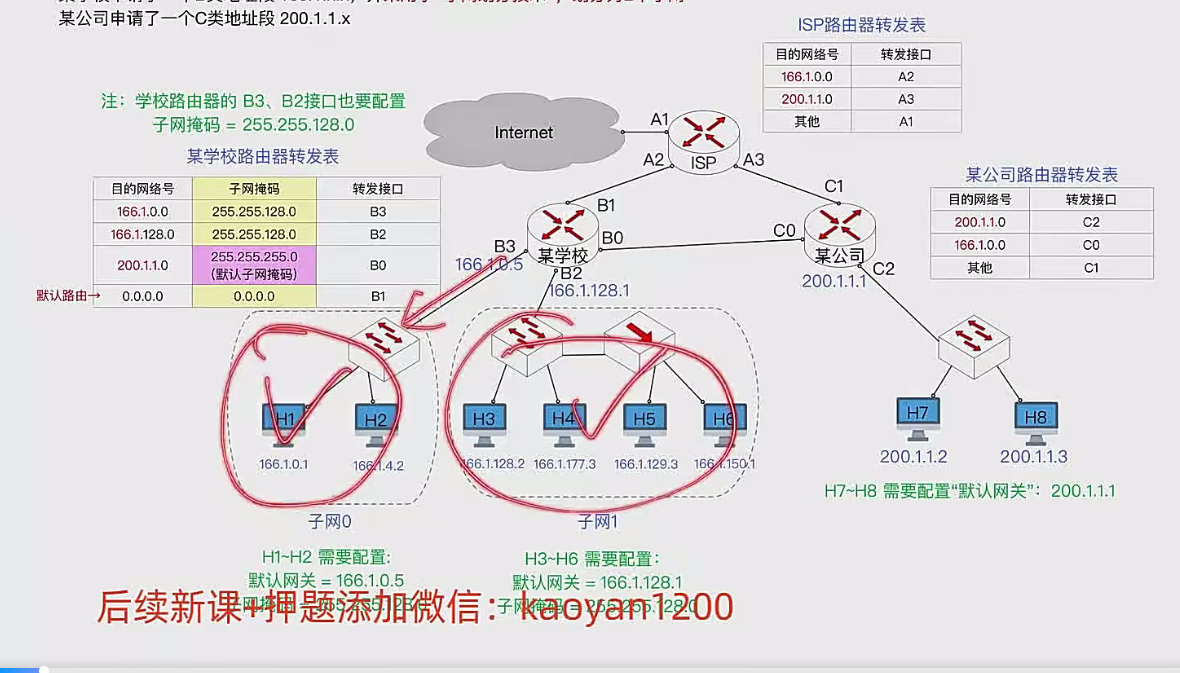 某公司申请了一个C类地址段 200.1.1.x
ISP路由器转发表
目的网络号 转发接口
166.1.0.0 A2
200.1.1.0 A3
其他 A1
注：学校路由器的 B3、B2接口也要配置
子网掩码 = 255.255.128.0
Internet
A1
ISP
A2
A3
某学校路由器转发表
目的网络号 子网掩码 转发接口
166.1.0.0 255.255.128.0 B3
166.1.128.0 255.255.128.0 B2
200.1.1.0 255.255.255.0 B0
(默认子网掩码)
默认路由→ 0.0.0.0 0.0.0.0 B1
某公司路由器转发表
目的网络号 转发接口
200.1.1.0 C2
166.1.0.0 C0
其他 C1
B1
B0
B3
某学校
166.1.0.5
B2
166.1.128.1
C1
C0
某公司
C2
200.1.1.1
H1
H2
H3
H4
H5
H6
H7
H8
166.1.0.1
166.1.4.2
166.1.128.2
166.1.177.3
166.1.129.3
166.1.150.1
200.1.1.2
200.1.1.3
H7~H8 需要配置“默认网关”：200.1.1.1
子网0
子网1
H1~H2 需要配置:
默认网关 = 166.1.0.5
H3~H6 需要配置：
默认网关 = 166.1.128.1
子网掩码 = 255.255.128.0
后续新课+押题添加微信：kaoyan1200